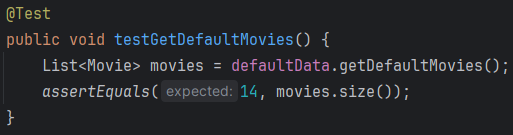 @Test
public void testGetDefaultMovies() {
    List<Movie> movies = defaultData.getDefaultMovies();
    assertEquals( expected: 14, movies.size());
}